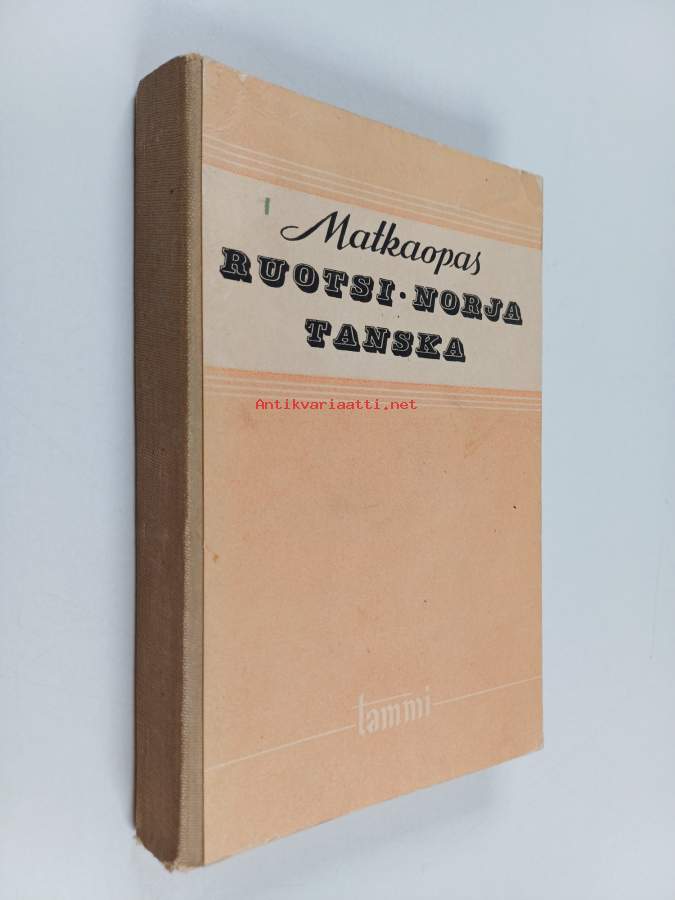 Matkaopas
RUOTSI · NORJA
TANSKA
Antikvariaatti.net
tammi